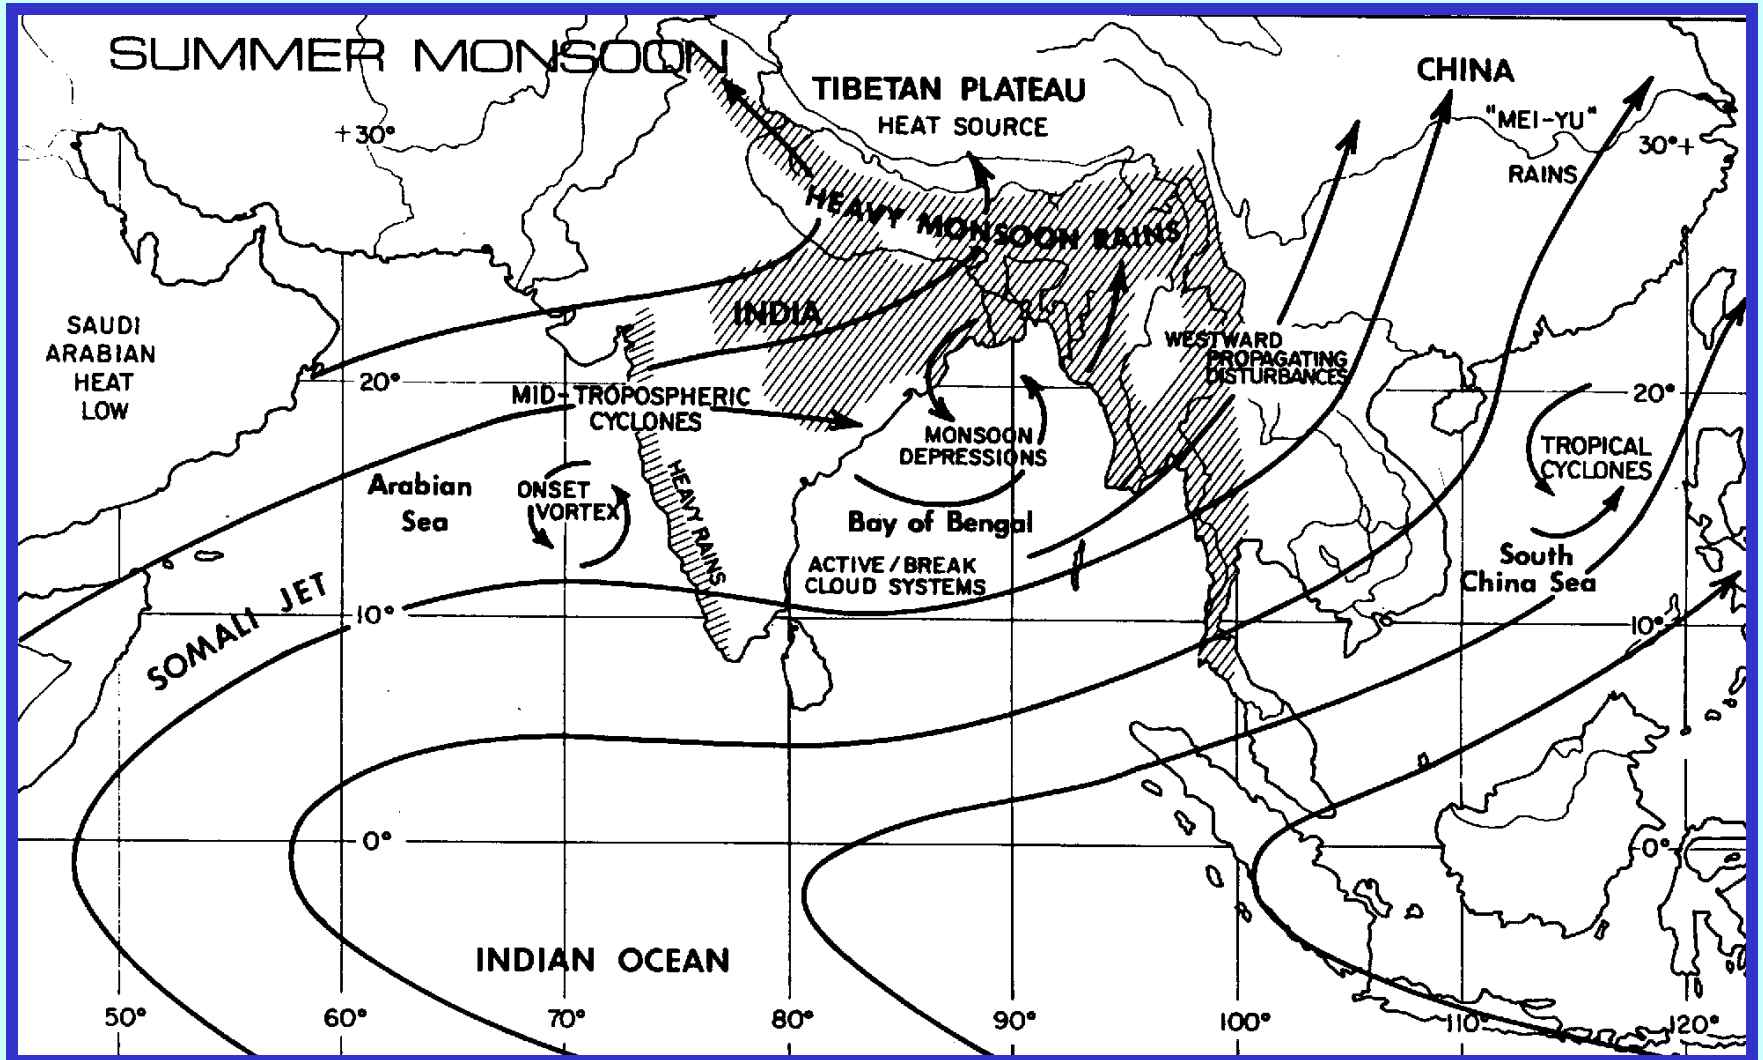 SUMMER MONSOON
CHINA
TIBETAN PLATEAU
HEAT SOURCE
"MEI-YU"
RAINS
+30°
30°+
HEAVY MONSOON RAINS
INDIA
SAUDI
ARABIAN
HEAT
LOW
WESTWARD
PROPAGATING
DISTURBANCES
20°
20°
MID-TROPOSPHERIC
CYCLONES
MONSOON
DEPRESSIONS
TROPICAL
CYCLONES
Arabian
Sea
ONSET
VORTEX
HEAVY RAINS
Bay of Bengal
ACTIVE/BREAK
CLOUD SYSTEMS
South
China Sea
SOMALI JET
10°
10°
0°
0°
INDIAN OCEAN
50°
60°
70°
80°
90°
100°
110°
120°